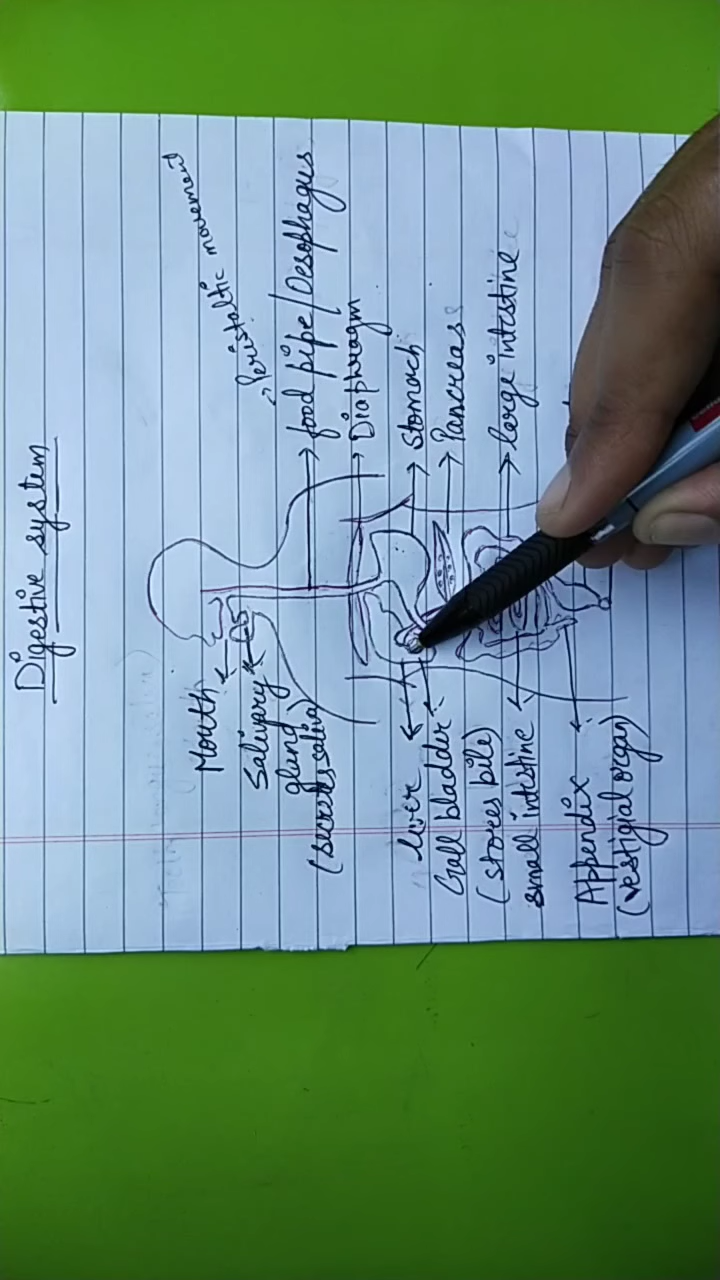 Digestive system
Peristaltic movement
food pipe/Oesophagus
Diaphragm
Stomach
Pancreas
large intestine
Mouth
Salivary
gland
(secretes saliva)
liver
Gall bladder
(stores bile)
small intestine
Appendix
(vestigial organ)